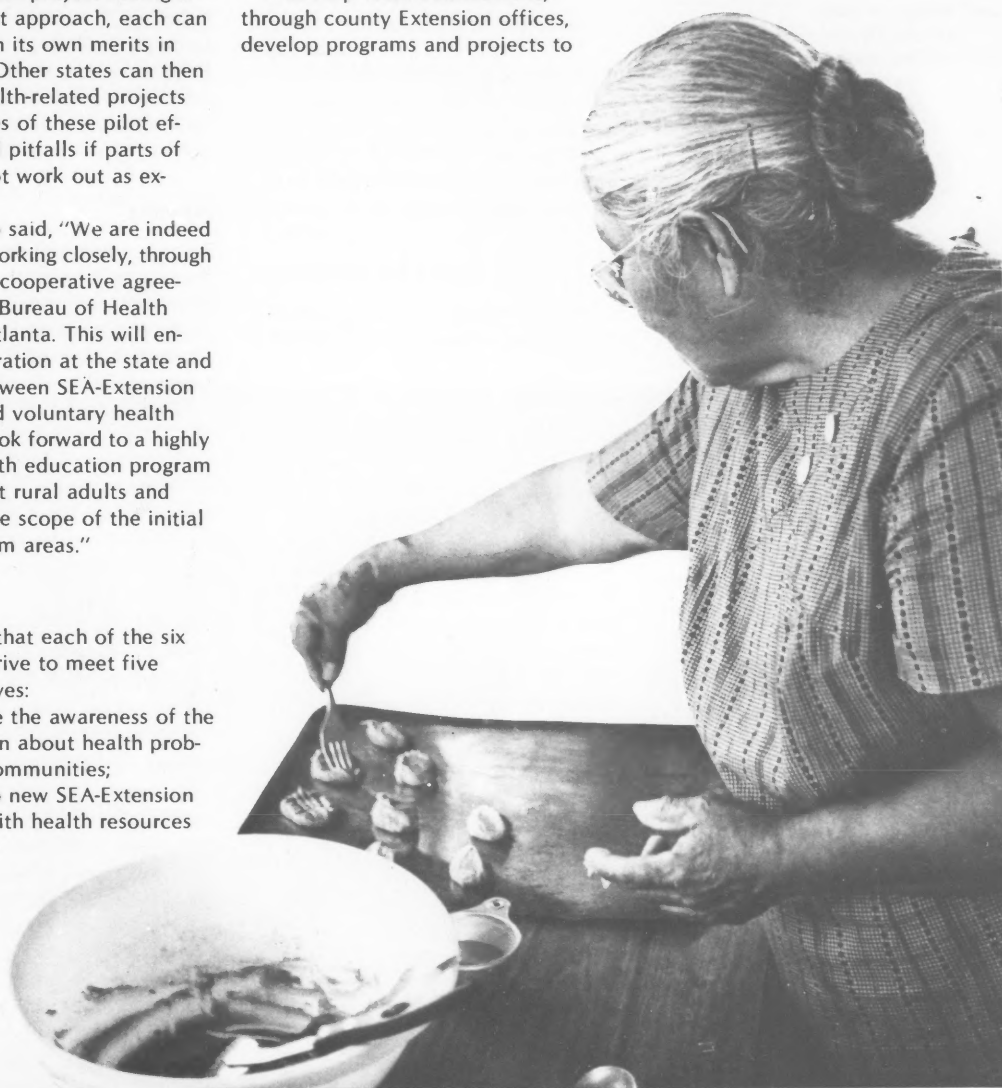 t approach, each can
n its own merits in
Other states can then
lth-related projects
es of these pilot ef-
d pitfalls if parts of
ot work out as ex-
said, "We are indeed
orking closely, through
cooperative agree-
Bureau of Health
tlanta. This will en-
ration at the state and
ween SEA-Extension
d voluntary health
ok forward to a highly
th education program
t rural adults and
e scope of the initial
m areas."
that each of the six
rive to meet five
ves:
e the awareness of the
n about health prob-
ommunities;
new SEA-Extension
ith health resources
through county Extension offices,
develop programs and projects to